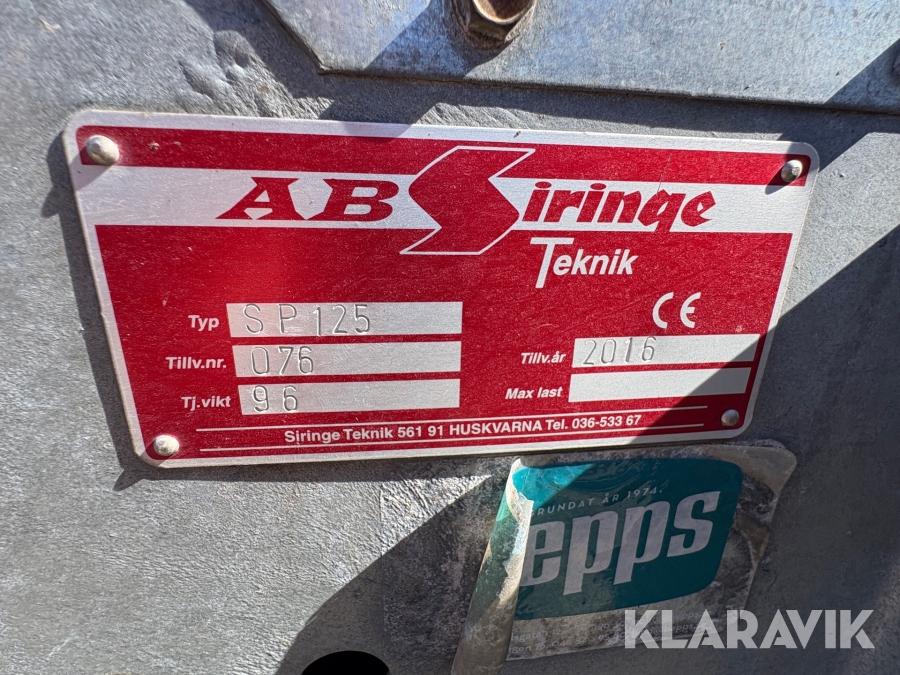 AB Siringe
Teknik
Typ SP125
Tillv.nr. 076
Tj.vikt 96
CE
Tillv.år 2016
Max last
Siringe Teknik 561 91 HUSKVARNA Tel. 036-533 67
GRUNDAT ÅR 1974
epps
KLARAVIK